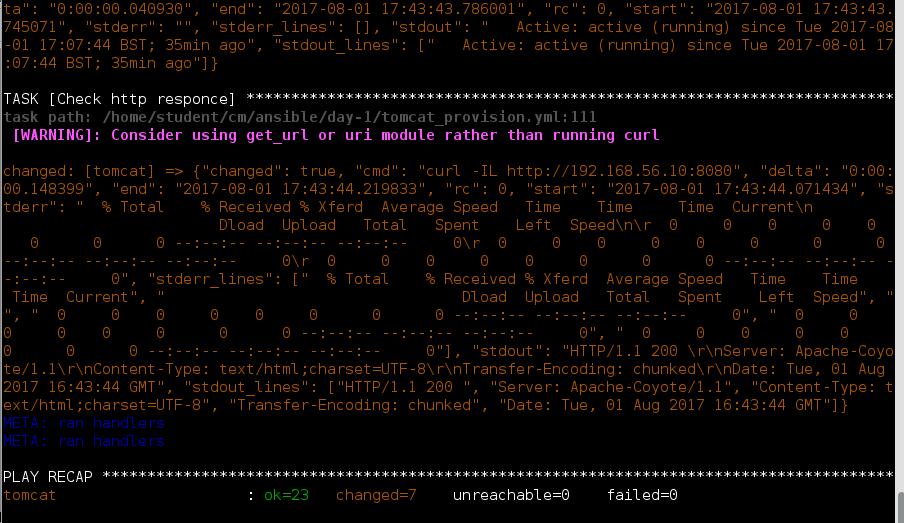 ta": "0:00:00.040930", "end": "2017-08-01 17:43:43.786001", "rc": 0, "start": "2017-08-01 17:43:43.
745071", "stderr": "", "stderr_lines": [], "stdout": "   Active: active (running) since Tue 2017-08
-01 17:07:44 BST; 35min ago", "stdout_lines": ["   Active: active (running) since Tue 2017-08-01 17
:07:44 BST; 35min ago"]}
TASK [Check http responce] ************************************************************************
task path: /home/student/cm/ansible/day-1/tomcat_provision.yml:111
 [WARNING]: Consider using get_url or uri module rather than running curl
changed: [tomcat] => {"changed": true, "cmd": "curl -IL http://192.168.56.10:8080", "delta": "0:00:
00.148399", "end": "2017-08-01 17:43:44.219833", "rc": 0, "start": "2017-08-01 17:43:44.071434", "s
tderr": "  % Total    % Received % Xferd  Average Speed   Time    Time     Time  Current\n
                        Dload  Upload   Total   Spent    Left  Speed\n\r  0     0    0     0    0
   0      0      0 --:--:-- --:--:-- --:--:--     0\r  0     0    0     0    0     0      0      0
--:--:-- --:--:-- --:--:--     0\r  0     0    0     0    0     0      0      0 --:--:-- --:--:-- -
-:--:--     0", "stderr_lines": ["  % Total    % Received % Xferd  Average Speed   Time    Time
 Time  Current", "                                 Dload  Upload   Total   Spent    Left  Speed", "
", "  0     0    0     0    0     0      0      0 --:--:-- --:--:-- --:--:--     0", "  0     0
0     0    0     0      0      0 --:--:-- --:--:-- --:--:--     0", "  0     0    0     0    0
0      0      0 --:--:-- --:--:-- --:--:--     0"], "stdout": "HTTP/1.1 200 \r\nServer: Apache-Coyo
te/1.1\r\nContent-Type: text/html;charset=UTF-8\r\nTransfer-Encoding: chunked\r\nDate: Tue, 01 Aug
2017 16:43:44 GMT", "stdout_lines": ["HTTP/1.1 200 ", "Server: Apache-Coyote/1.1", "Content-Type: t
ext/html;charset=UTF-8", "Transfer-Encoding: chunked", "Date: Tue, 01 Aug 2017 16:43:44 GMT"]}
META: ran handlers
META: ran handlers
PLAY RECAP ****************************************************************************************
tomcat                     : ok=23   changed=7    unreachable=0    failed=0